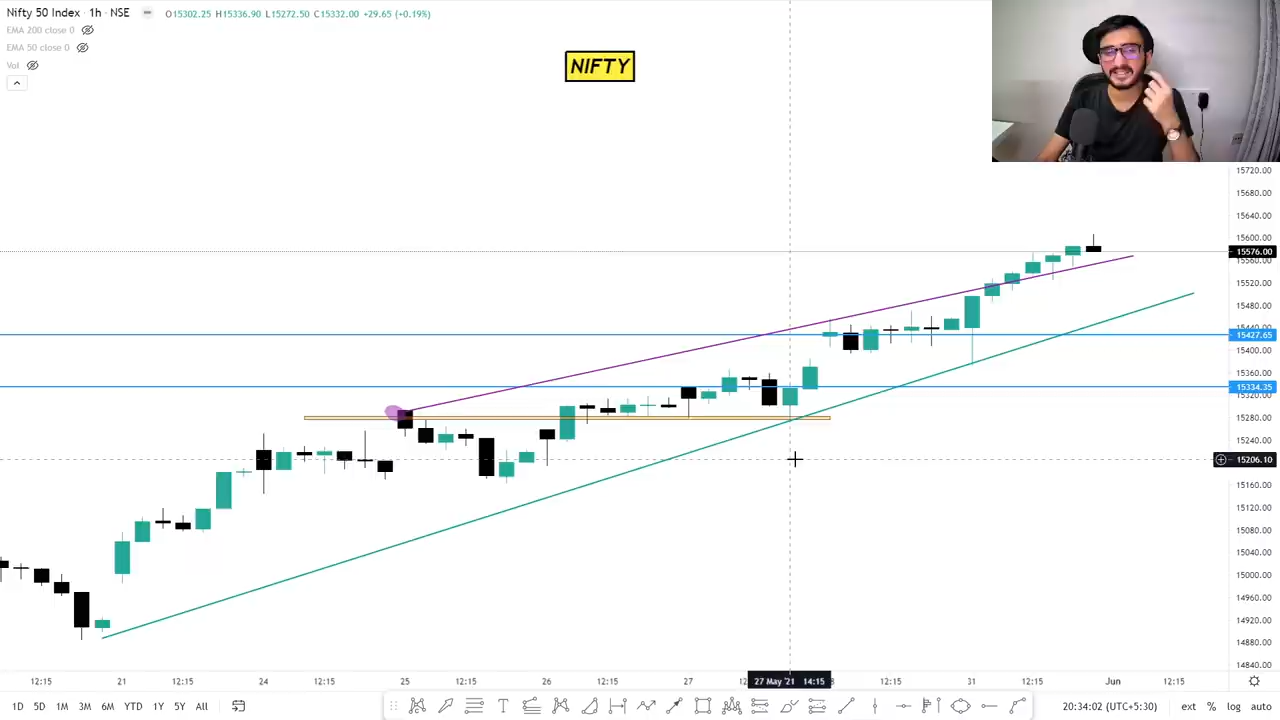 Nifty 50 Index · 1h · NSE
O15302.25 H15336.90 L15272.50 C15332.00 +29.65 (+0.19%)
EMA 200 close 0
EMA 50 close 0
Vol
NIFTY
15720.00
15680.00
15640.00
15600.00
15576.00
15560.00
15520.00
15480.00
15440.00
15427.65
15400.00
15360.00
15334.35
15320.00
15280.00
15240.00
15206.10
15160.00
15120.00
15080.00
15040.00
15000.00
14960.00
14920.00
14880.00
14840.00
12:15 21 12:15 24 12:15 25 12:15 26 12:15 27 27 May '21 14:15 8 12:15 31 12:15 Jun 12:15
1D 5D 1M 3M YTD 1Y 5Y All
20:34:02 (UTC+5:30) ext % log auto